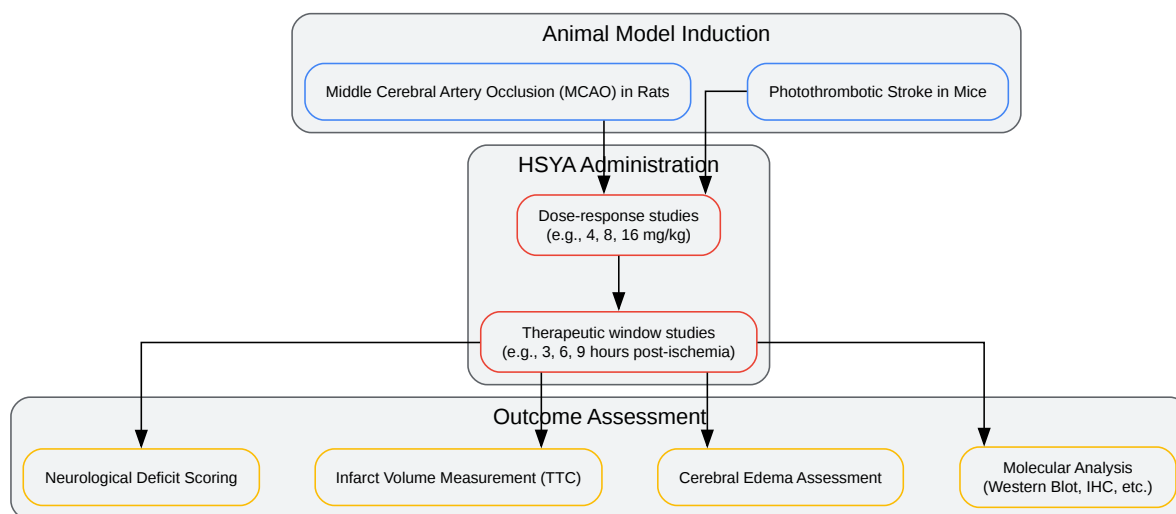 Animal Model Induction
Middle Cerebral Artery Occlusion (MCAO) in Rats
Photothrombotic Stroke in Mice
HSYA Administration
Dose-response studies
(e.g., 4, 8, 16 mg/kg)
Therapeutic window studies
(e.g., 3, 6, 9 hours post-ischemia)
Outcome Assessment
Neurological Deficit Scoring
Infarct Volume Measurement (TTC)
Cerebral Edema Assessment
Molecular Analysis
(Western Blot, IHC, etc.)